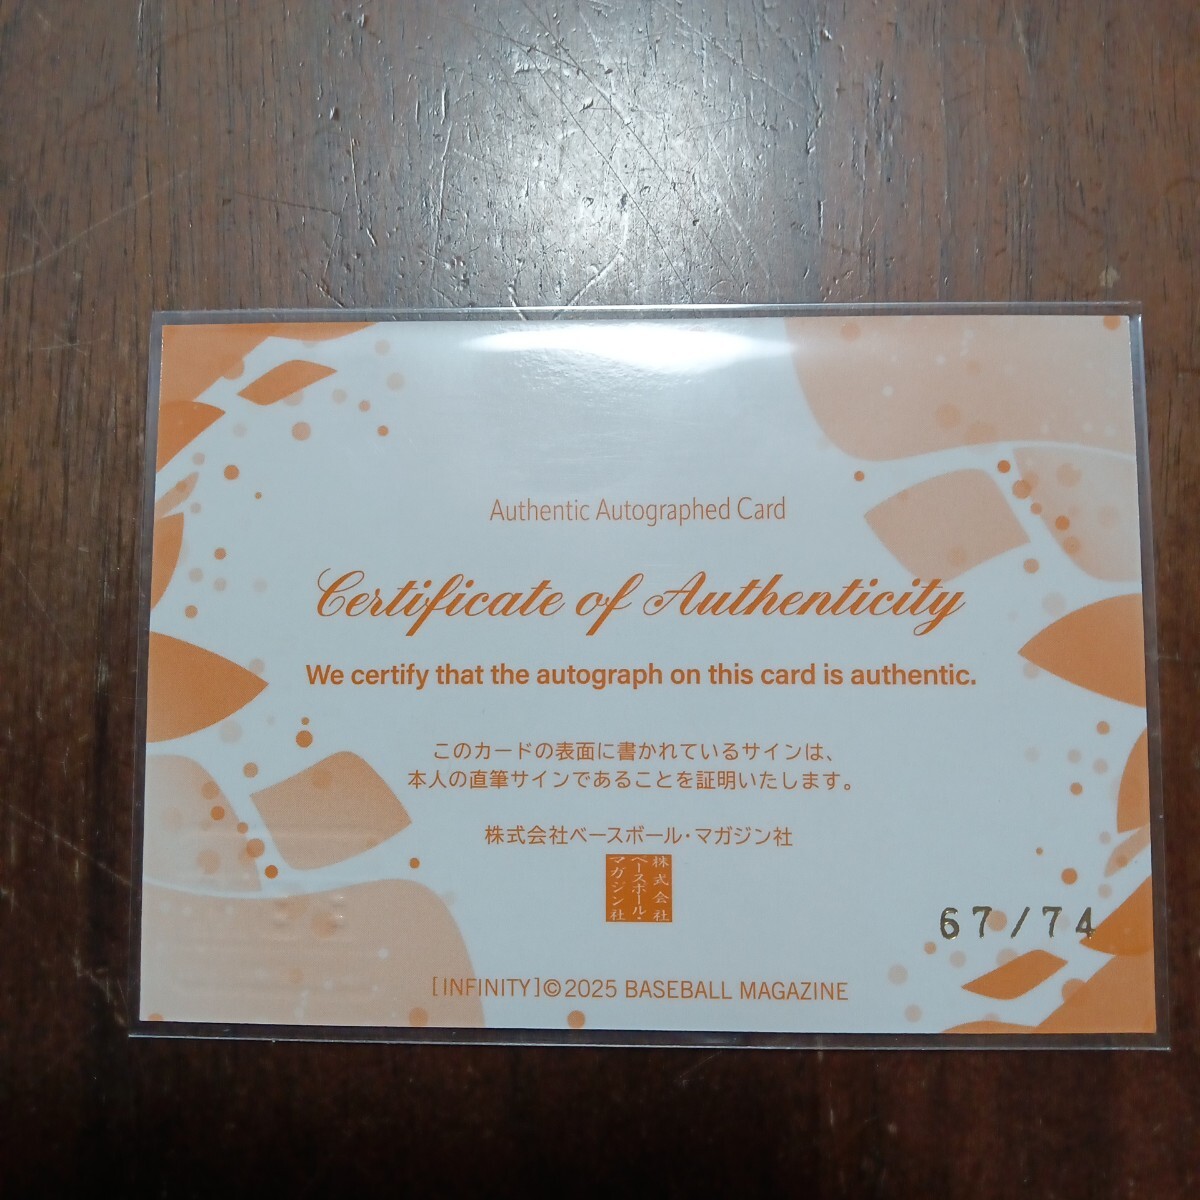 Authentic Autographed Card
Certificate of Authenticity
We certify that the autograph on this card is authentic.
このカードの表面に書かれているサインは、
本人の直筆サインであることを証明いたします。
株式会社ベースボール・マガジン社
株式会社
ベースボール・
マガジン社
67/74
[INFINITY]©2025 BASEBALL MAGAZINE